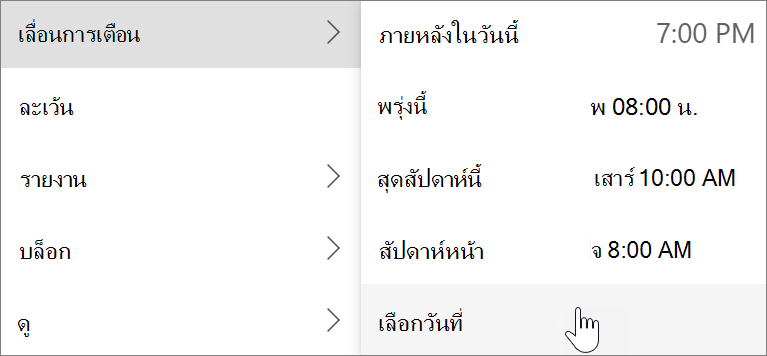 เลื่อนการเตือน
ละเว้น
รายงาน
บล็อก
ดู
ภายหลังในวันนี้ 7:00 PM
พรุ่งนี้ พ 08:00 น.
สุดสัปดาห์นี้ เสาร์ 10:00 AM
สัปดาห์หน้า จ 8:00 AM
เลือกวันที่